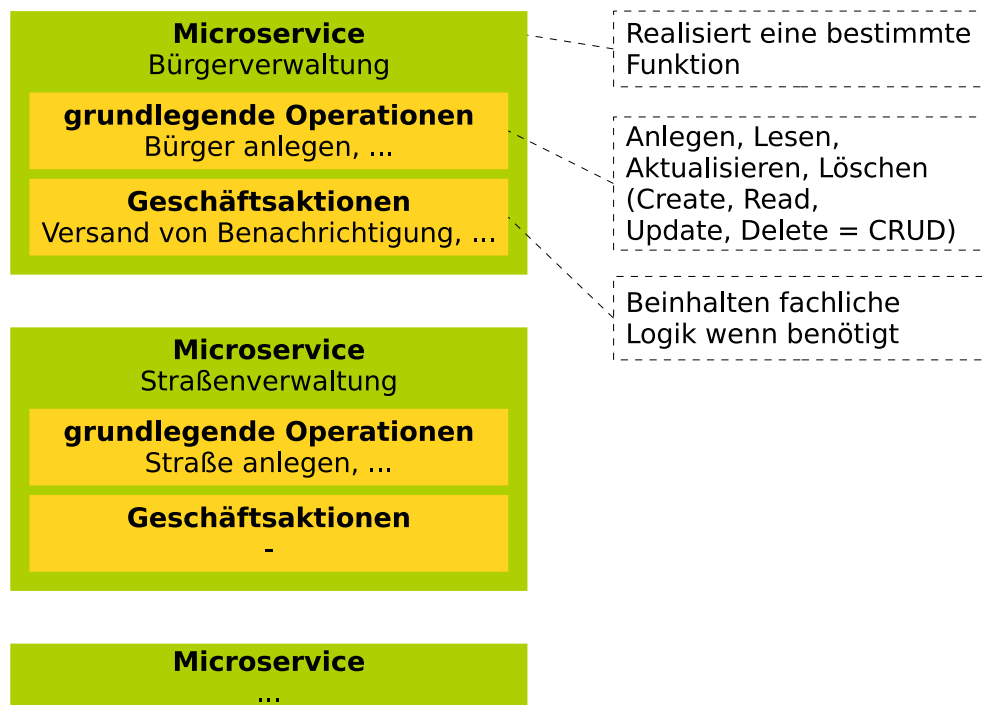 Microservice
Bürgerverwaltung
grundlegende Operationen
Bürger anlegen, ...
Geschäftsaktionen
Versand von Benachrichtigung, ...
Realisiert eine bestimmte
Funktion
Anlegen, Lesen,
Aktualisieren, Löschen
(Create, Read,
Update, Delete = CRUD)
Beinhalten fachliche
Logik wenn benötigt
Microservice
Straßenverwaltung
grundlegende Operationen
Straße anlegen, ...
Geschäftsaktionen
-
Microservice
...